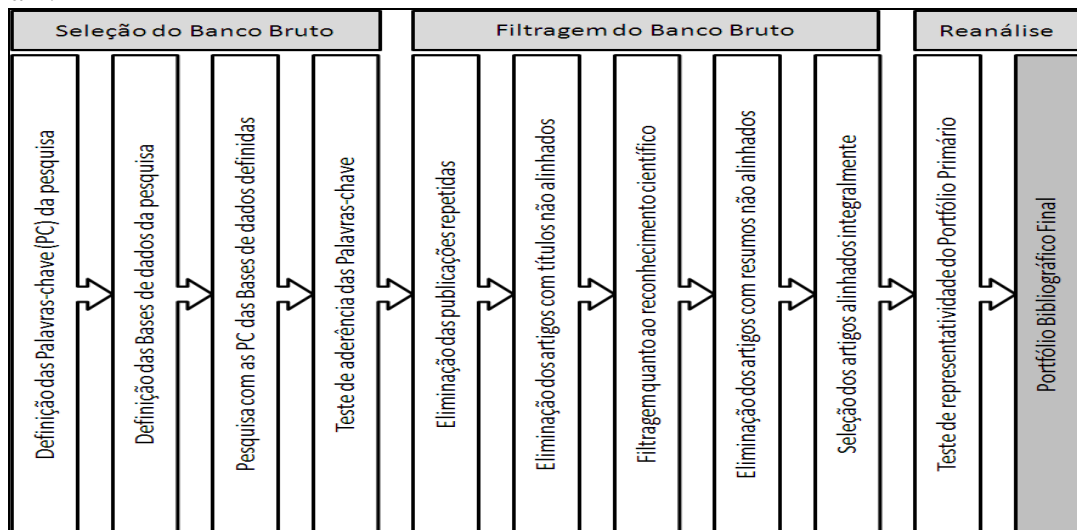 Seleção do Banco Bruto
Filtragem do Banco Bruto
Reanálise
Definição das Palavras-chave (PC) da pesquisa
Definição das Bases de dados da pesquisa
Pesquisa com as PC das Bases de dados definidas
Teste de aderência das Palavras-chave
Eliminação das publicações repetidas
Eliminação dos artigos com títulos não alinhados
Filtragem quanto ao reconhecimento científico
Eliminação dos artigos com resumos não alinhados
Seleção dos artigos alinhados integralmente
Teste de representatividade do Portfólio Primário
Portfólio Bibliográfico Final